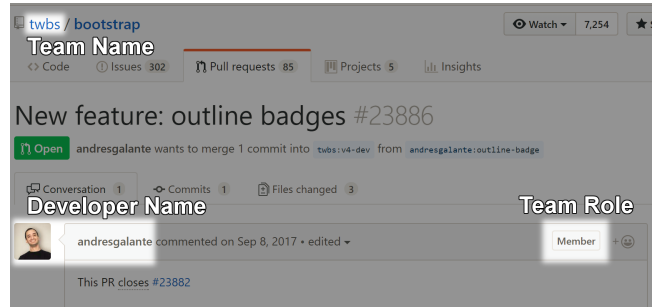 twbs / bootstrap
Watch 7,254
Team Name
Code Issues 302 Pull requests 85 Projects 5 Insights
New feature: outline badges #23886
Open andresgalante wants to merge 1 commit into twbs:v4-dev from andresgalante:outline-badge
Conversation 1 Commits 1 Files changed 3
Developer Name Team Role
andresgalante commented on Sep 8, 2017 • edited Member
This PR closes #23882